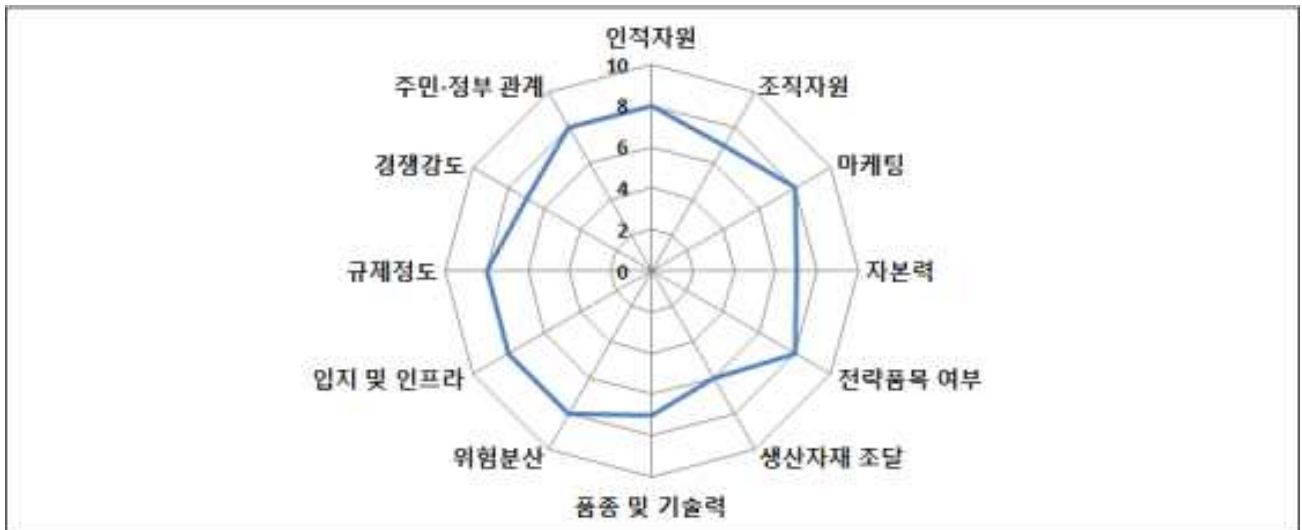 인적자원
10
주민·정부 관계
조직자원
8
경쟁강도
6
마케팅
4
2
규제정도
0
자본력
입지 및 인프라
전략품목 여부
위험분산
생산자재 조달
품종 및 기술력